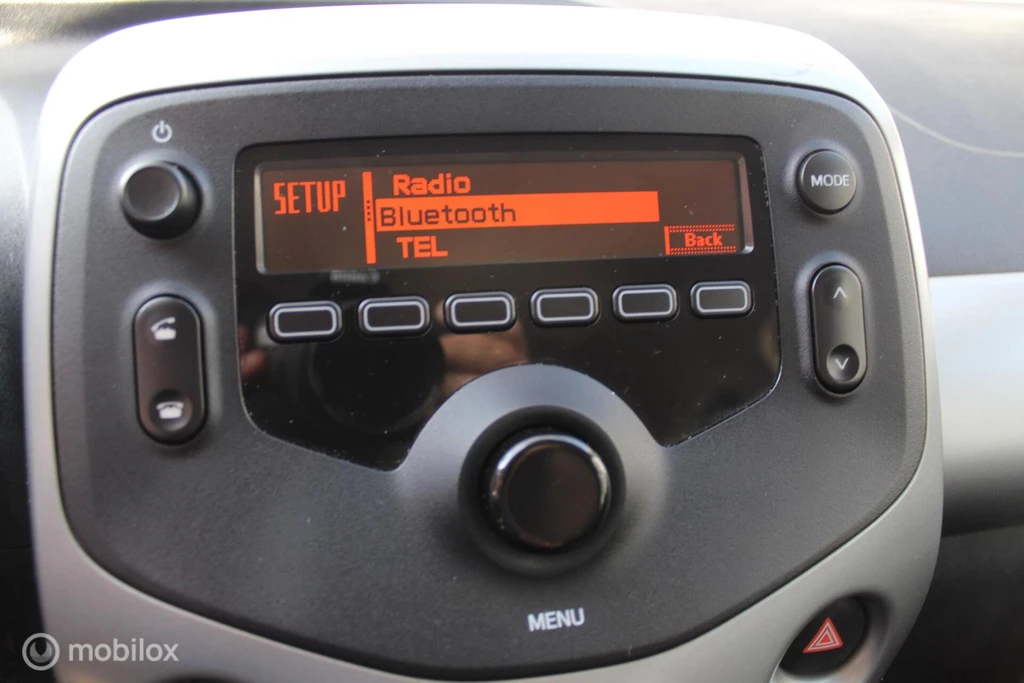 MODE
SETUP
Radio
Bluetooth
TEL
Back
MENU
mobilox